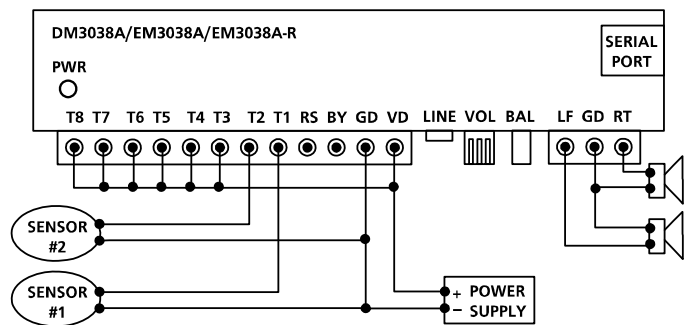 DM3038A/EM3038A/EM3038A-R
SERIAL
PORT
PWR
T8 T7 T6 T5 T4 T3 T2 T1 RS BY GD VD LINE VOL BAL LF GD RT
SENSOR
#2
SENSOR
#1
+ POWER
− SUPPLY